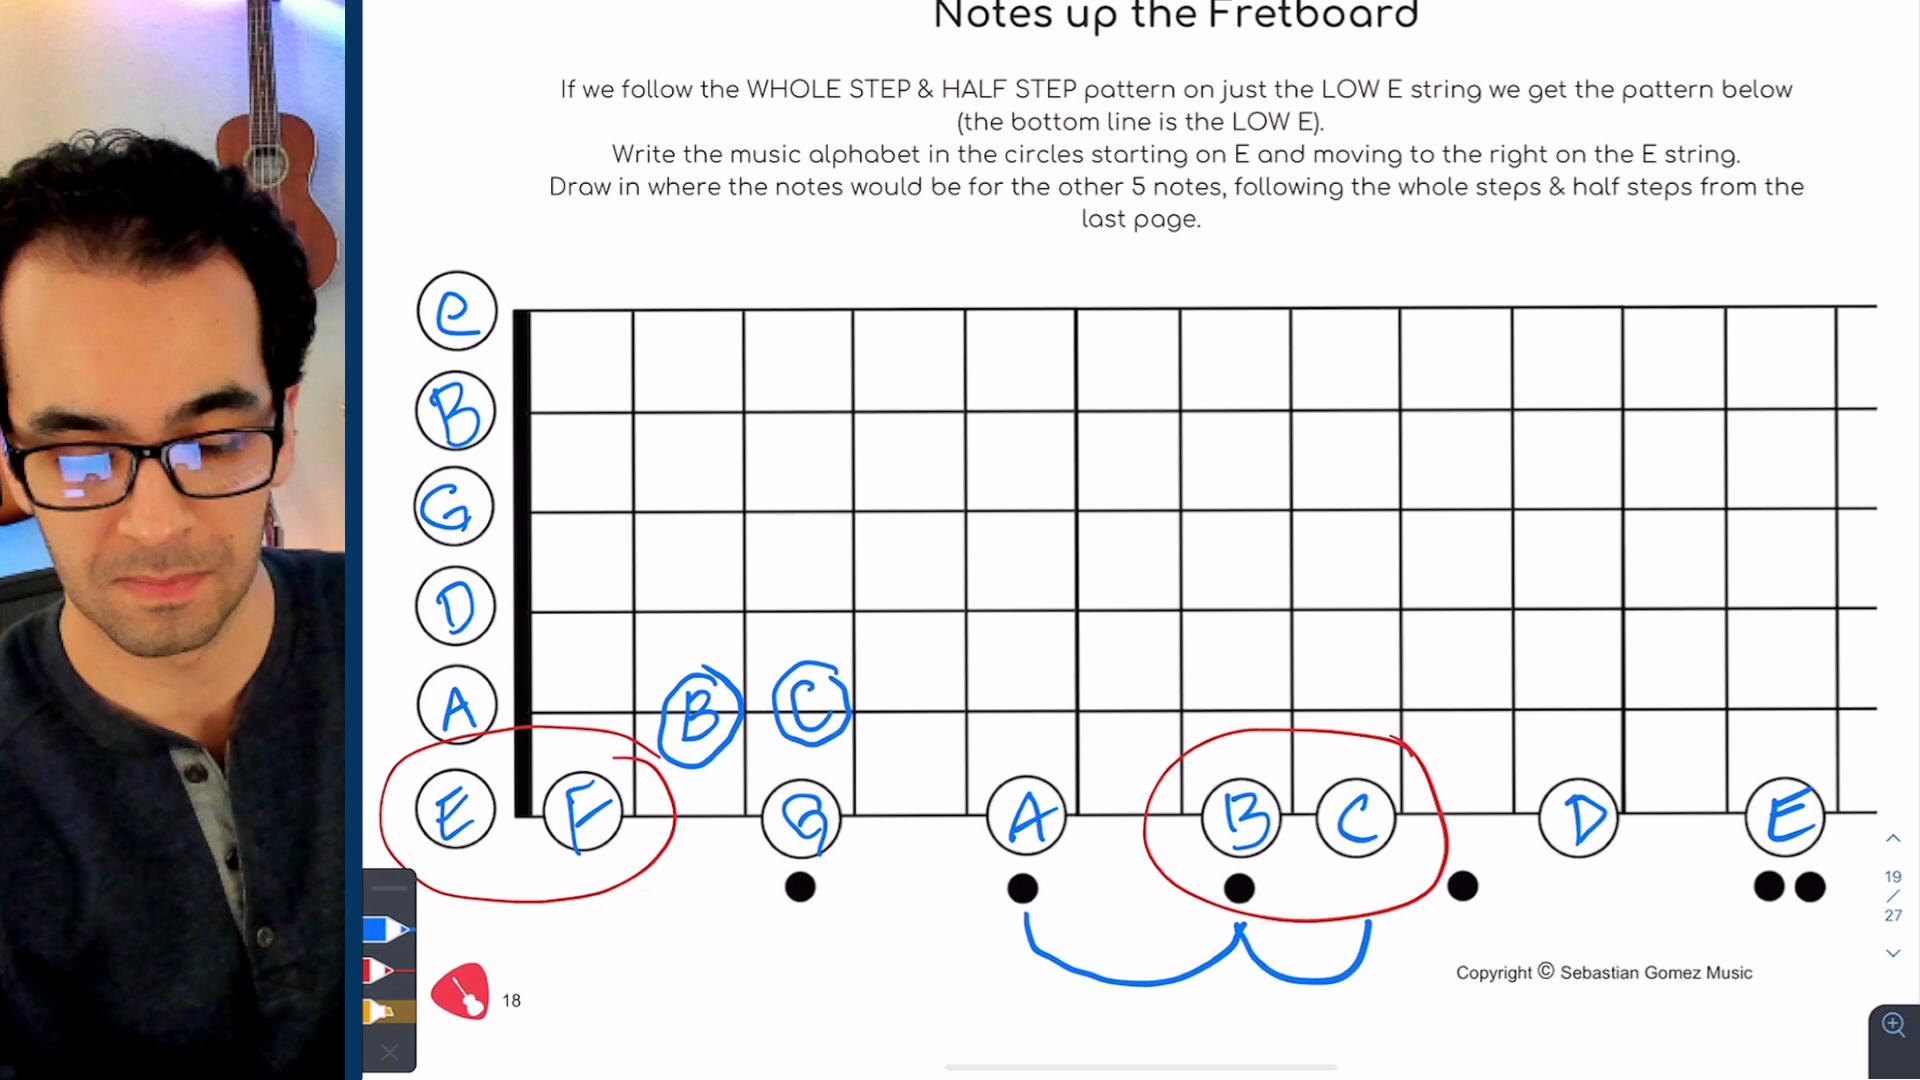 Notes up the Fretboard
If we follow the WHOLE STEP & HALF STEP pattern on just the LOW E string we get the pattern below
(the bottom line is the LOW E).
Write the music alphabet in the circles starting on E and moving to the right on the E string.
Draw in where the notes would be for the other 5 notes, following the whole steps & half steps from the
last page.
e
B
G
D
A B C
E F G A B C D E
19
/
27
Copyright © Sebastian Gomez Music
18